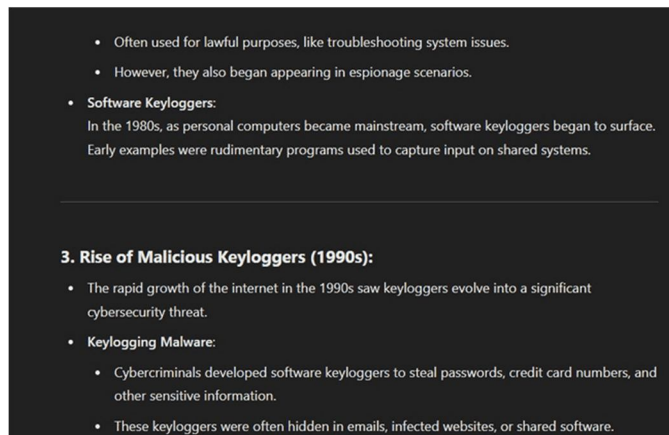 • Often used for lawful purposes, like troubleshooting system issues.
• However, they also began appearing in espionage scenarios.
• Software Keyloggers:
In the 1980s, as personal computers became mainstream, software keyloggers began to surface.
Early examples were rudimentary programs used to capture input on shared systems.
3. Rise of Malicious Keyloggers (1990s):
• The rapid growth of the internet in the 1990s saw keyloggers evolve into a significant
cybersecurity threat.
• Keylogging Malware:
• Cybercriminals developed software keyloggers to steal passwords, credit card numbers, and
other sensitive information.
• These keyloggers were often hidden in emails, infected websites, or shared software.